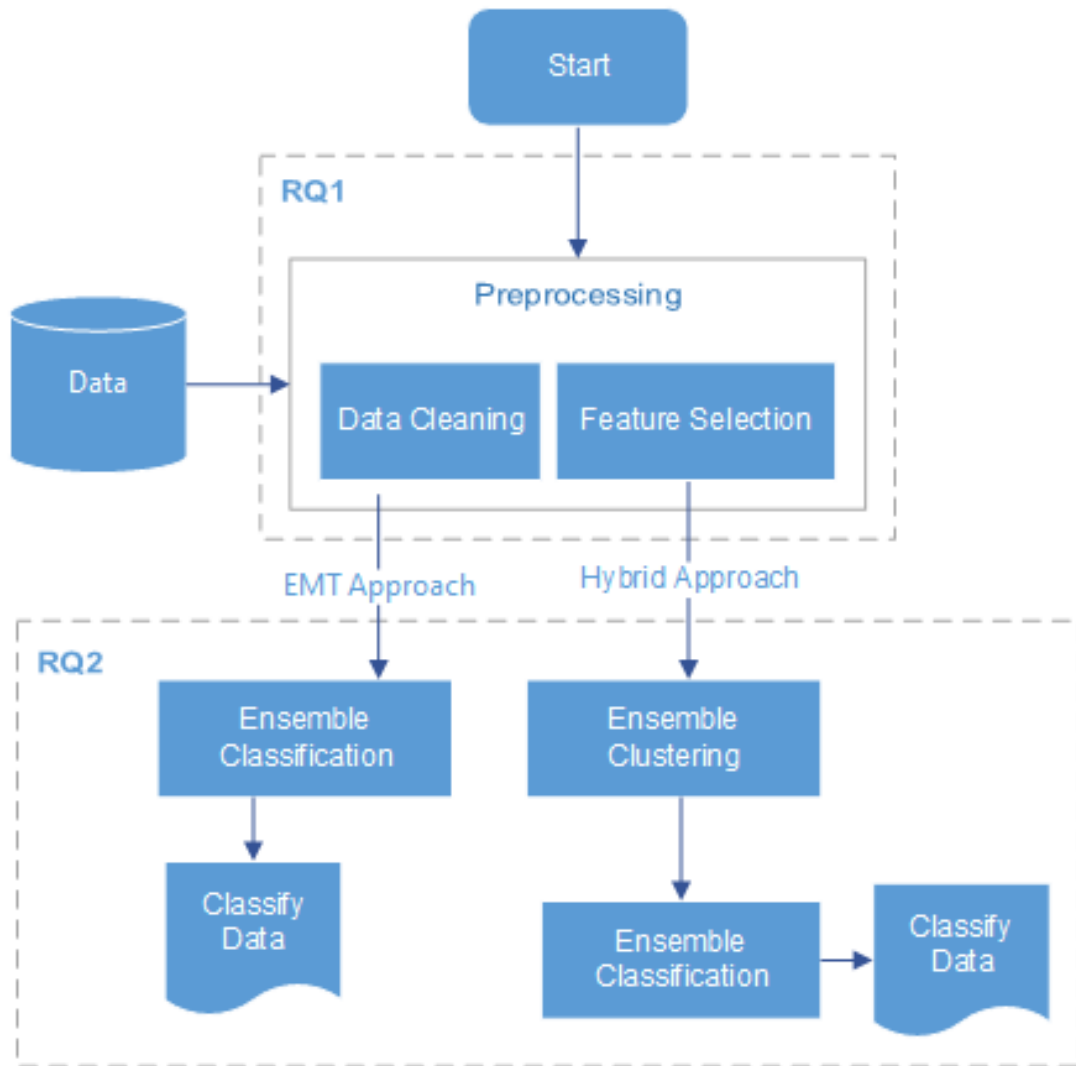 Start
RQ1
Preprocessing
Data
Data Cleaning
Feature Selection
EMT Approach
Hybrid Approach
RQ2
Ensemble
Classification
Ensemble
Clustering
Classify
Data
Ensemble
Classification
Classify
Data